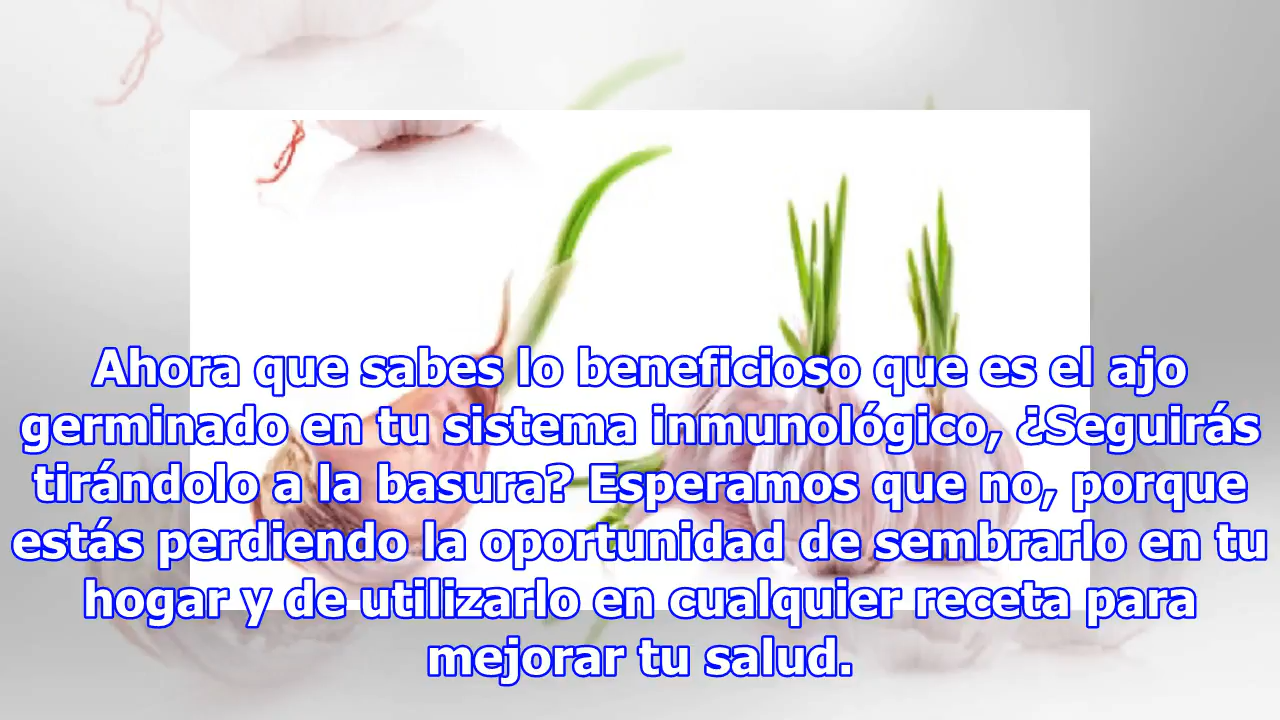 Ahora que sabes lo beneficioso que es el ajo
germinado en tu sistema inmunológico, ¿Seguirás
tirándolo a la basura? Esperamos que no, porque
estás perdiendo la oportunidad de sembrarlo en tu
hogar y de utilizarlo en cualquier receta para
mejorar tu salud.